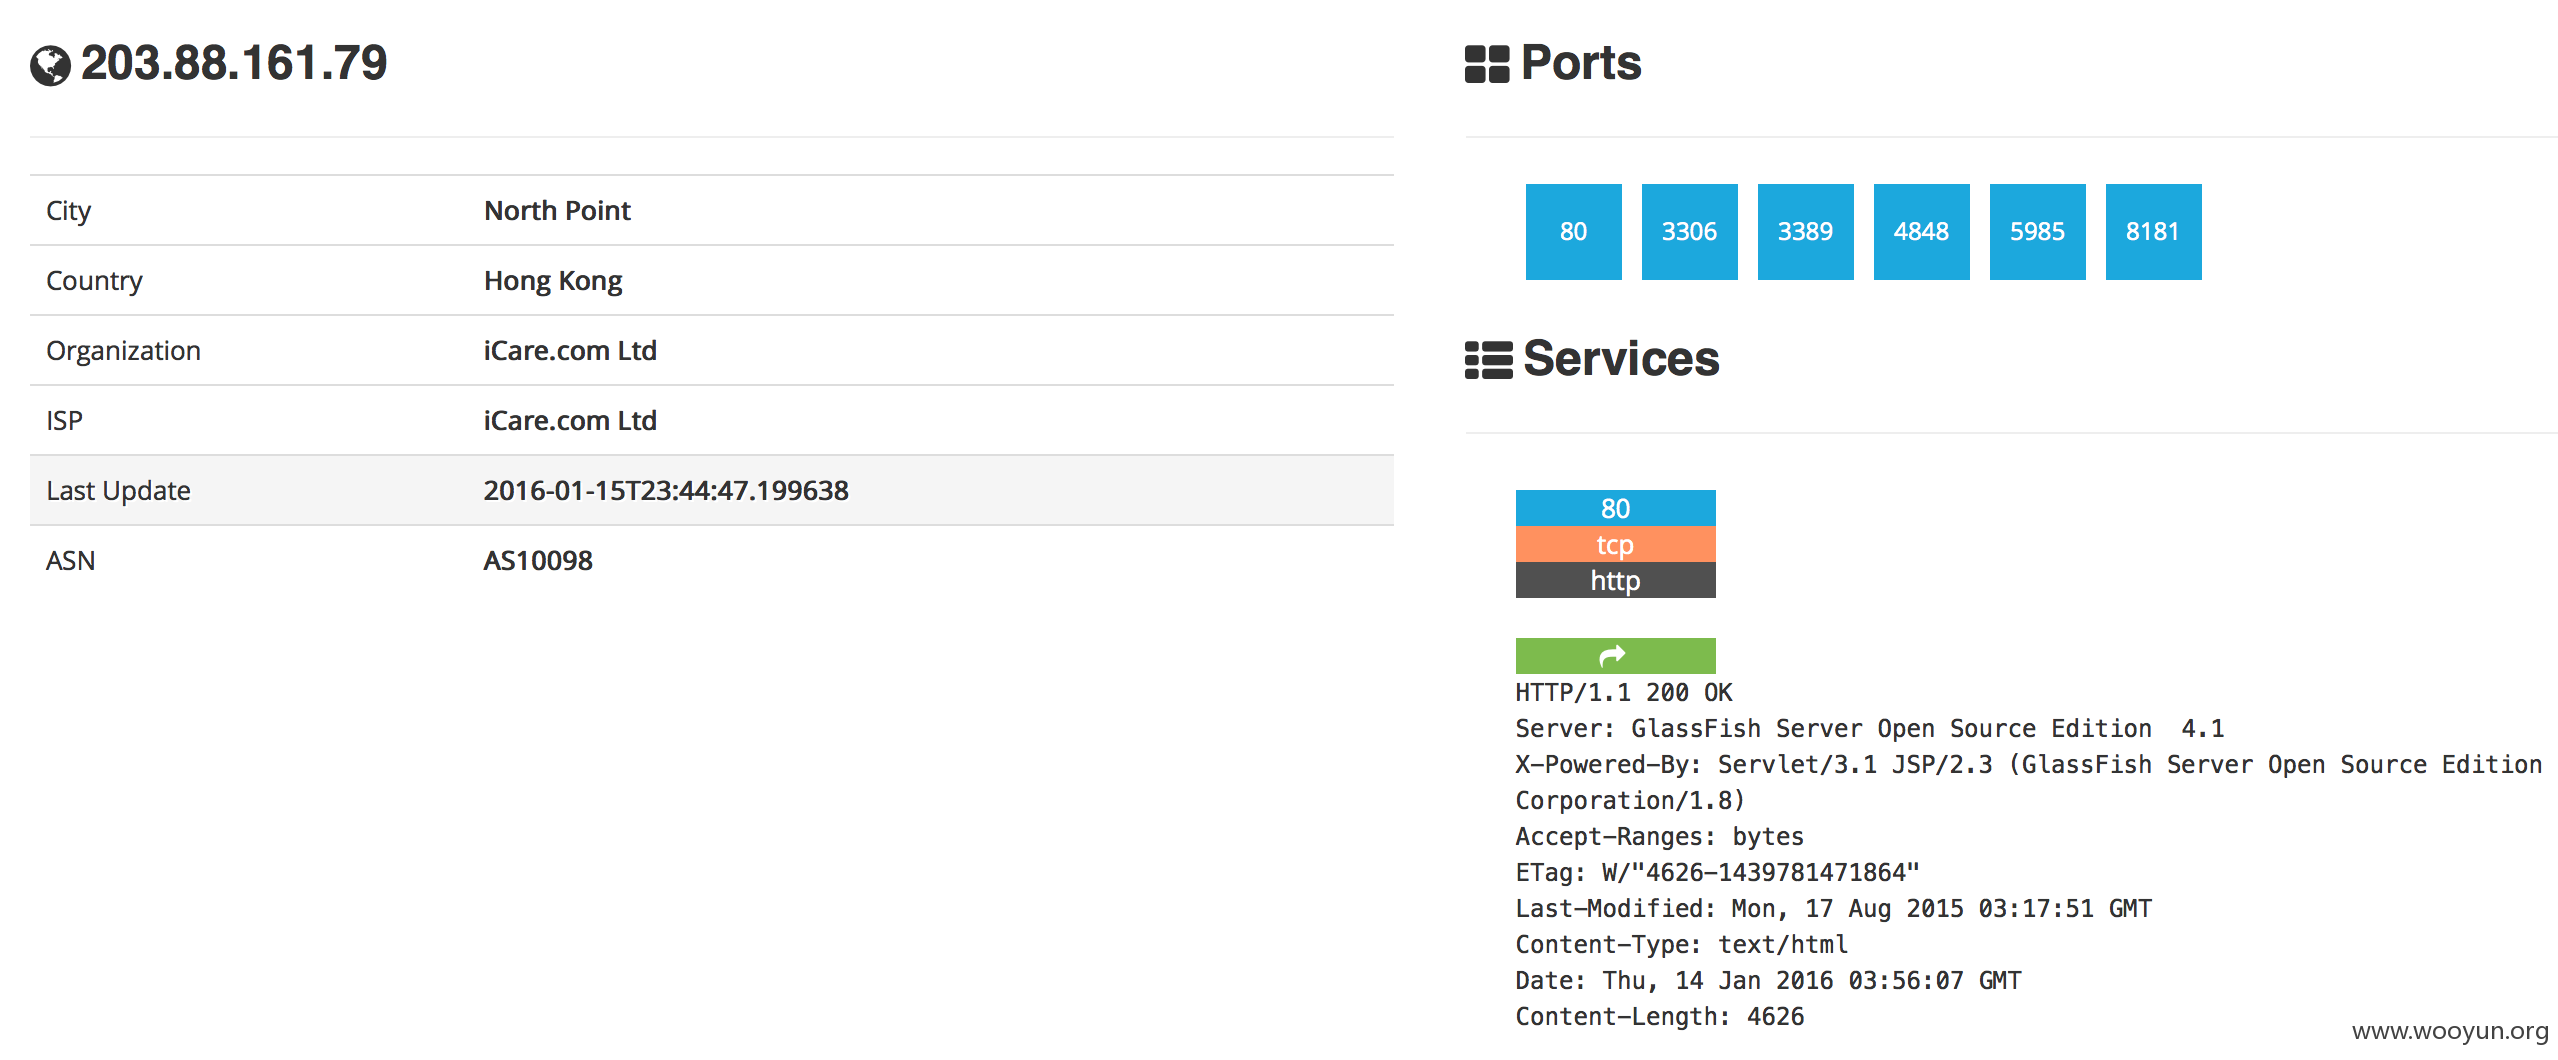 203.88.161.79
City North Point
Country Hong Kong
Organization iCare.com Ltd
ISP iCare.com Ltd
Last Update 2016-01-15T23:44:47.199638
ASN AS10098
Ports
80 3306 3389 4848 5985 8181
Services
80
tcp
http
HTTP/1.1 200 OK
Server: GlassFish Server Open Source Edition  4.1
X-Powered-By: Servlet/3.1 JSP/2.3 (GlassFish Server Open Source Edition
Corporation/1.8)
Accept-Ranges: bytes
ETag: W/"4626-1439781471864"
Last-Modified: Mon, 17 Aug 2015 03:17:51 GMT
Content-Type: text/html
Date: Thu, 14 Jan 2016 03:56:07 GMT
Content-Length: 4626
www.wooyun.org